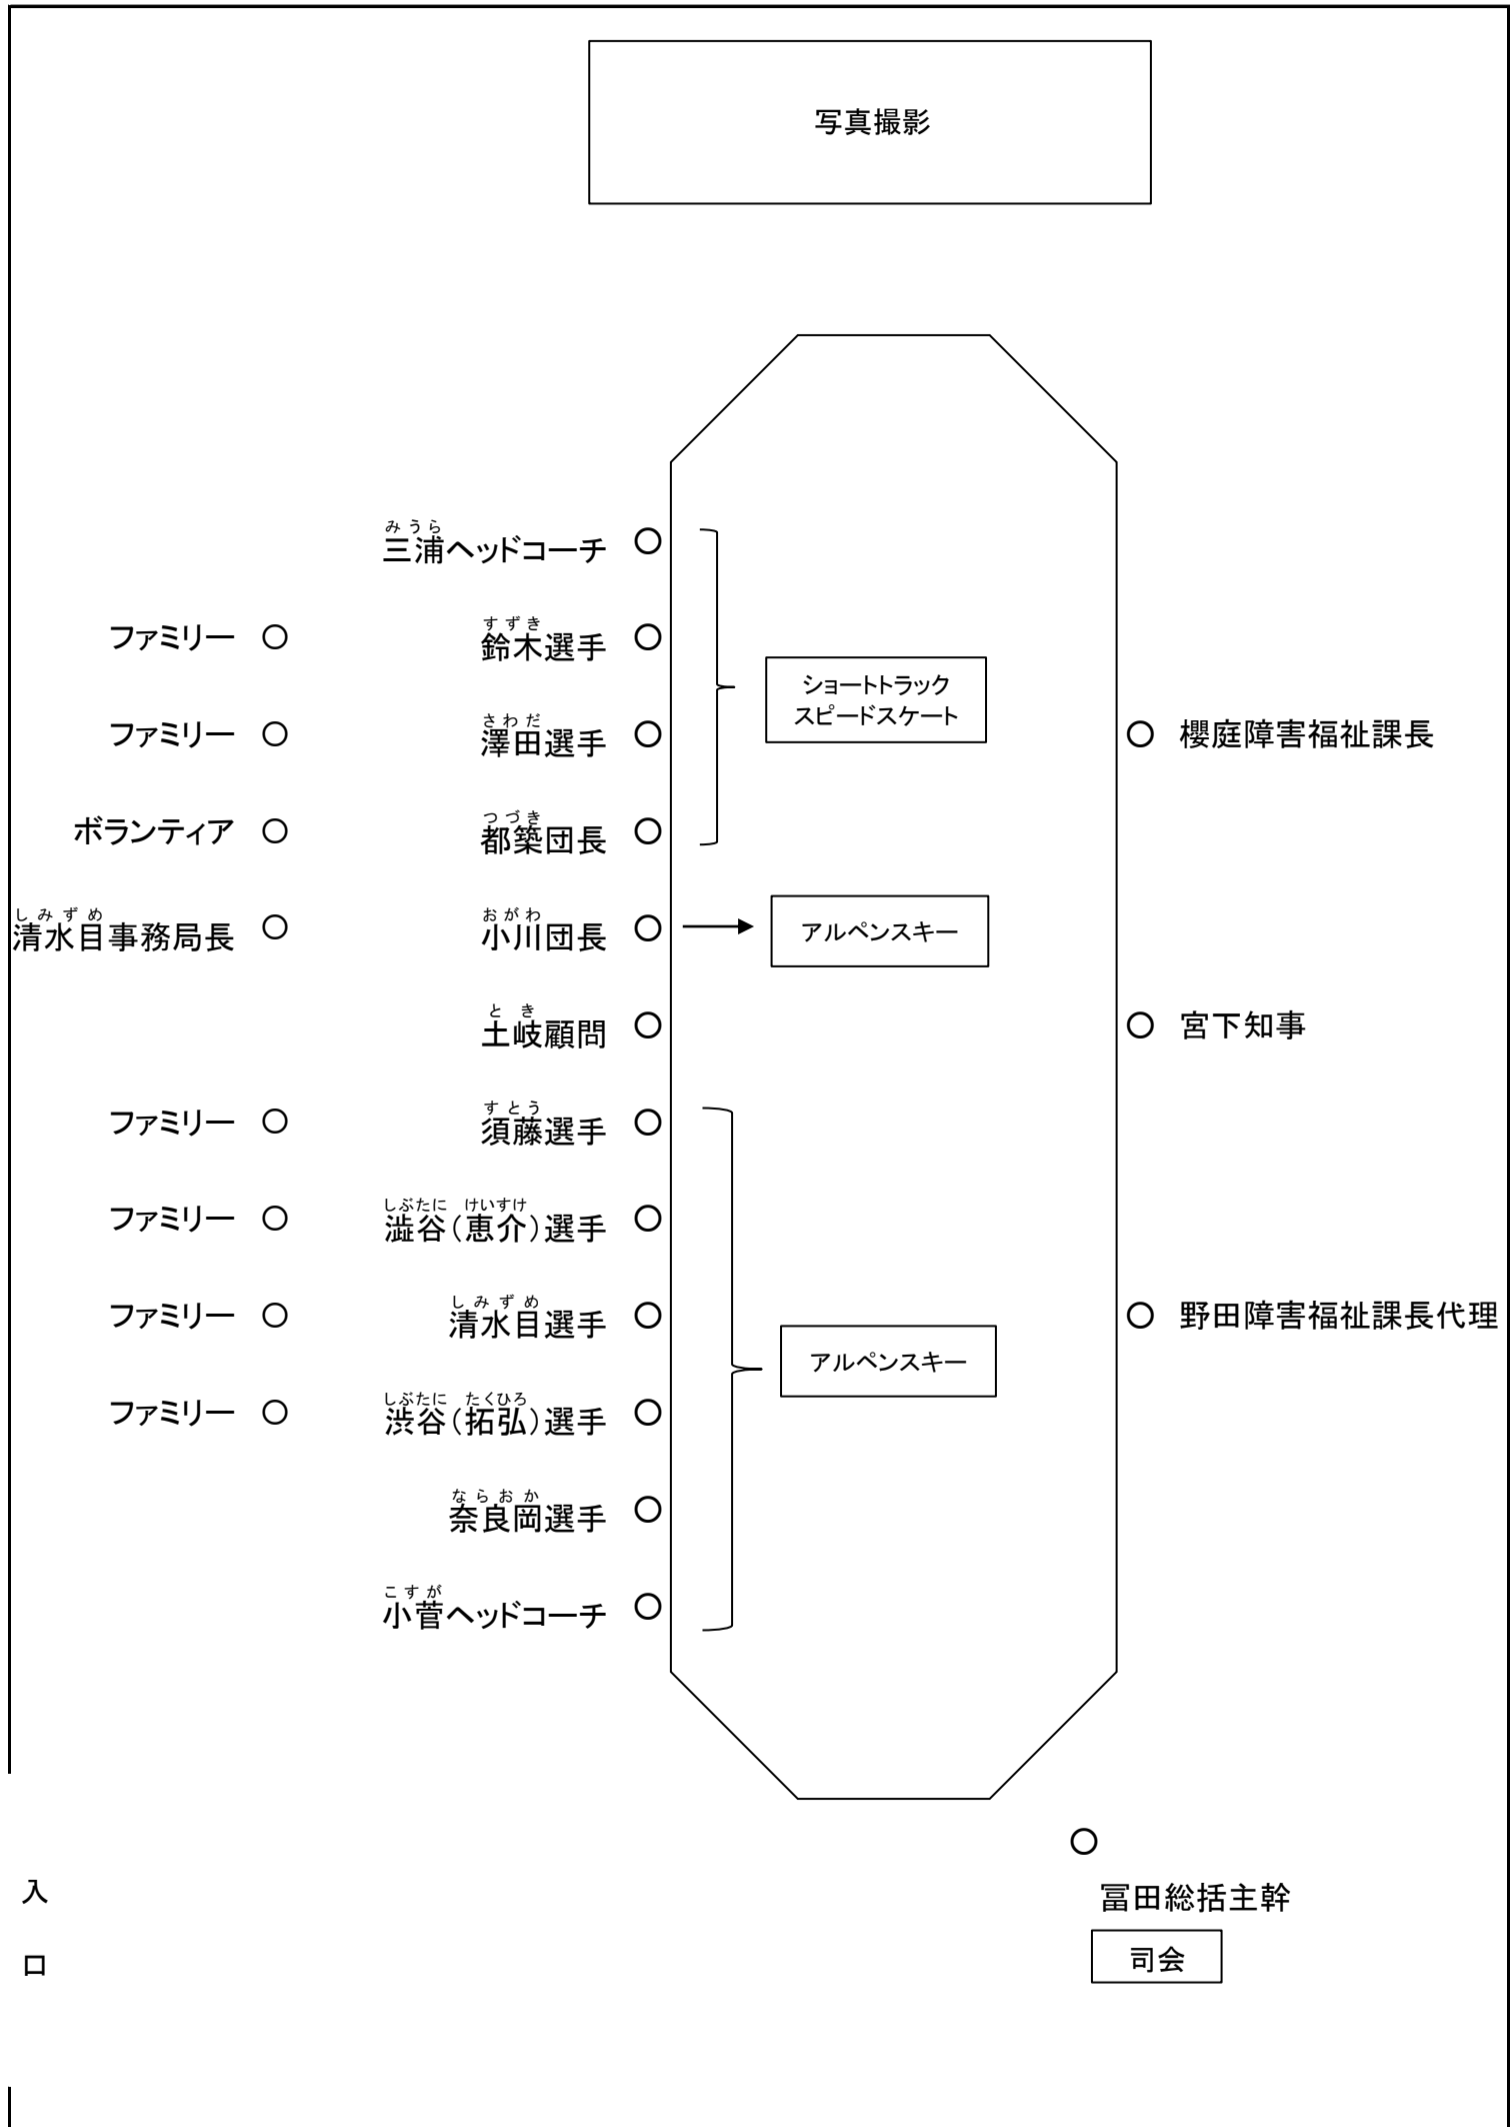 写真撮影
みうら
三浦ヘッドコーチ
ファミリー
すずき
鈴木選手
ショートトラック
スピードスケート
ファミリー
さわだ
澤田選手
櫻庭障害福祉課長
ボランティア
つづき
都築団長
しみずめ
清水目事務局長
おがわ
小川団長
アルペンスキー
とき
土岐顧問
宮下知事
ファミリー
すとう
須藤選手
ファミリー
しぶたに けいすけ
澁谷(恵介)選手
ファミリー
しみずめ
清水目選手
野田障害福祉課長代理
アルペンスキー
ファミリー
しぶたに たくひろ
渋谷(拓弘)選手
ならおか
奈良岡選手
こすが
小菅ヘッドコーチ
入
口
冨田総括主幹
司会